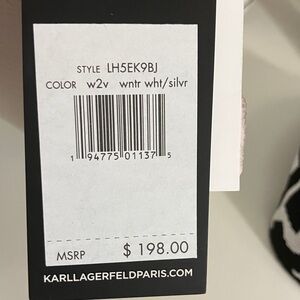 STYLE LH5EK9BJ
COLOR w2v wntr wht/silvr
1 94775 01137 5
MSRP $ 198.00
KARLLAGERFELDPARIS.COM